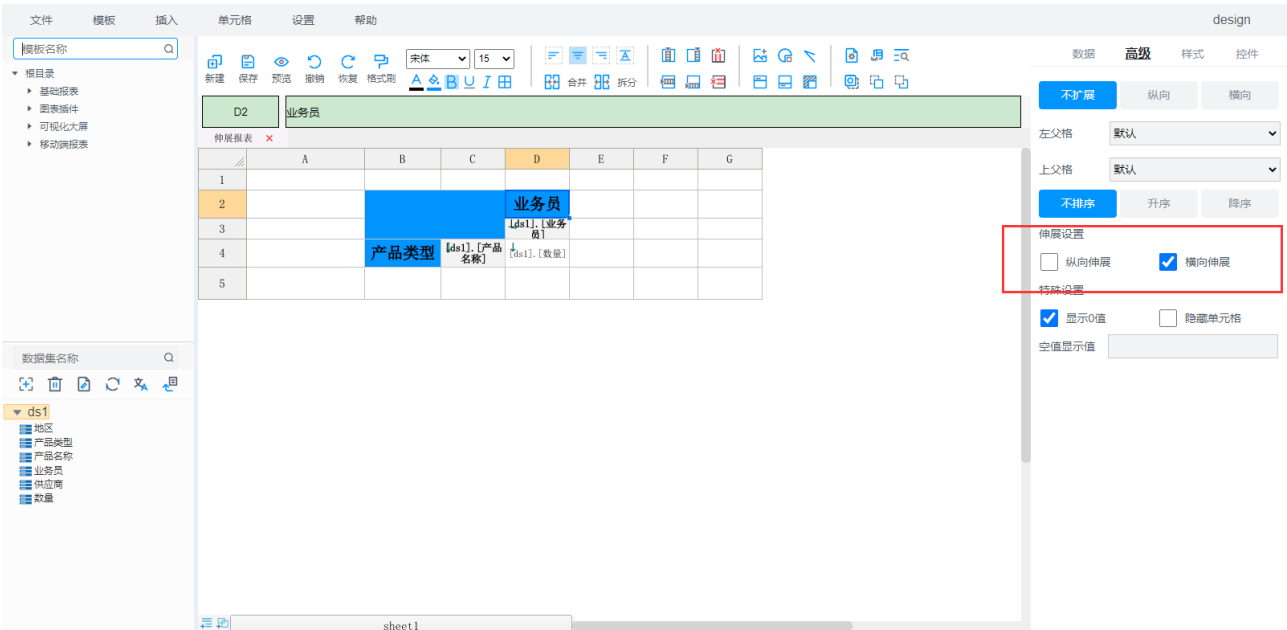 文件 模板 插入 单元格 设置 帮助 design
模板名称
根目录
基础报表
图表插件
可视化大屏
移动端报表
新建 保存 预览 撤销 恢复 格式刷
宋体 15
A B U I
合并 拆分
D2 业务员
伸展报表 ×
A B C D E F G
1
2 业务员
3 [ds1].[业务
员]
4 产品类型 [ds1].[产品
名称] [ds1].[数量]
5
sheet1
数据集名称
ds1
地区
产品类型
产品名称
业务员
供应商
数量
数据 高级 样式 控件
不扩展 纵向 横向
左父格 默认
上父格 默认
不排序 升序 降序
伸展设置
纵向伸展 横向伸展
特殊设置
显示0值 隐藏单元格
空值显示值